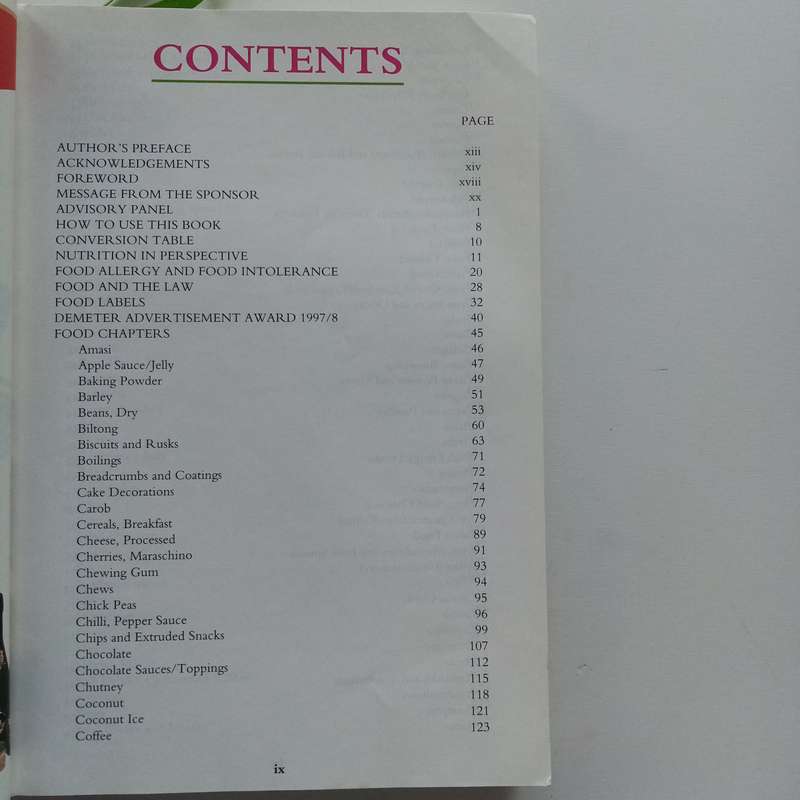 CONTENTS
PAGE
AUTHOR'S PREFACE xiii
ACKNOWLEDGEMENTS xiv
FOREWORD xviii
MESSAGE FROM THE SPONSOR xx
ADVISORY PANEL 1
HOW TO USE THIS BOOK 8
CONVERSION TABLE 10
NUTRITION IN PERSPECTIVE 11
FOOD ALLERGY AND FOOD INTOLERANCE 20
FOOD AND THE LAW 28
FOOD LABELS 32
DEMETER ADVERTISEMENT AWARD 1997/8 40
FOOD CHAPTERS 45
Amasi 46
Apple Sauce/Jelly 47
Baking Powder 49
Barley 51
Beans, Dry 53
Biltong 60
Biscuits and Rusks 63
Boilings 71
Breadcrumbs and Coatings 72
Cake Decorations 74
Carob 77
Cereals, Breakfast 79
Cheese, Processed 89
Cherries, Maraschino 91
Chewing Gum 93
Chews 94
Chick Peas 95
Chilli, Pepper Sauce 96
Chips and Extruded Snacks 99
Chocolate 107
Chocolate Sauces/Toppings 112
Chutney 115
Coconut 118
Coconut Ice 121
Coffee 123
ix